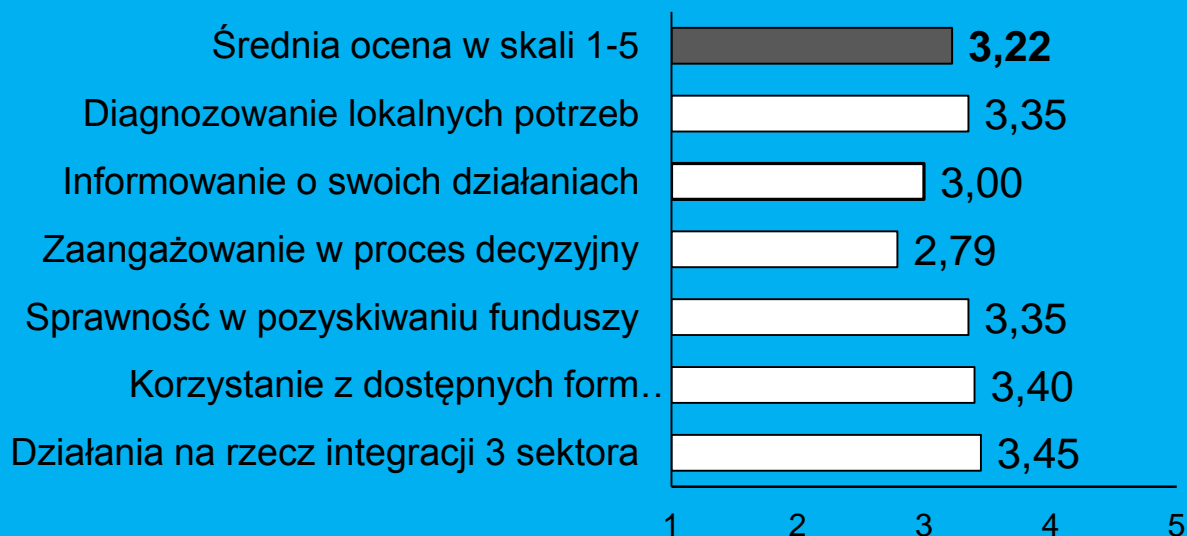 Średnia ocena w skali 1-5 3,22
Diagnozowanie lokalnych potrzeb 3,35
Informowanie o swoich działaniach 3,00
Zaangażowanie w proces decyzyjny 2,79
Sprawność w pozyskiwaniu funduszy 3,35
Korzystanie z dostępnych form… 3,40
Działania na rzecz integracji 3 sektora 3,45
1 2 3 4 5